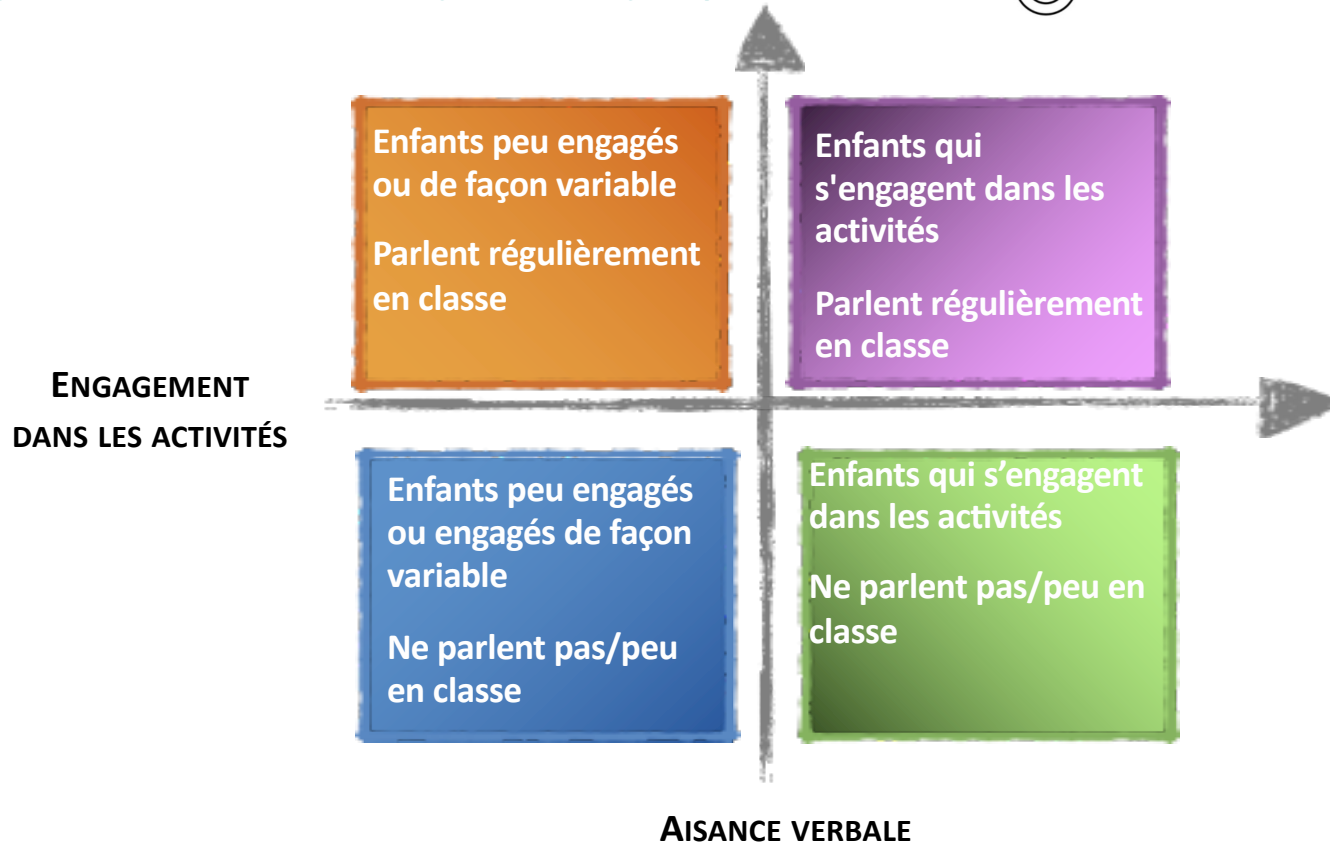 Enfants peu engagés
ou de façon variable
Parlent régulièrement
en classe
Enfants qui
s'engagent dans les
activités
Parlent régulièrement
en classe
ENGAGEMENT
DANS LES ACTIVITÉS
Enfants peu engagés
ou engagés de façon
variable
Ne parlent pas/peu
en classe
Enfants qui s’engagent
dans les activités
Ne parlent pas/peu en
classe
AISANCE VERBALE